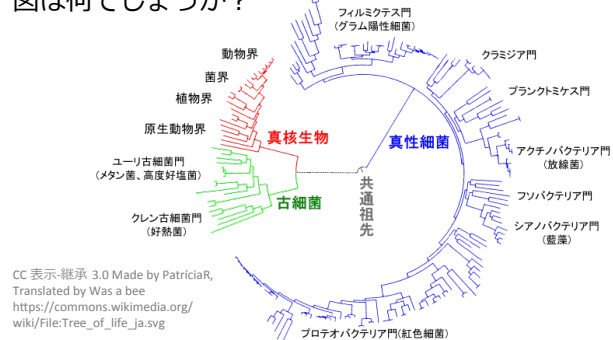 図は何でしょうか？
フィルミクテス門
(グラム陽性細菌)
クラミジア門
プランクトミケス門
アクチノバクテリア門
(放線菌)
フソバクテリア門
シアノバクテリア門
(藍藻)
プロテオバクテリア門(紅色細菌)
真性細菌
共通祖先
動物界
菌界
植物界
原生動物界
真核生物
ユーリ古細菌門
(メタン菌、高度好塩菌)
古細菌
クレン古細菌門
(好熱菌)
CC 表示-継承 3.0 Made by PatríciaR,
Translated by Was a bee
https://commons.wikimedia.org/
wiki/File:Tree_of_life_ja.svg